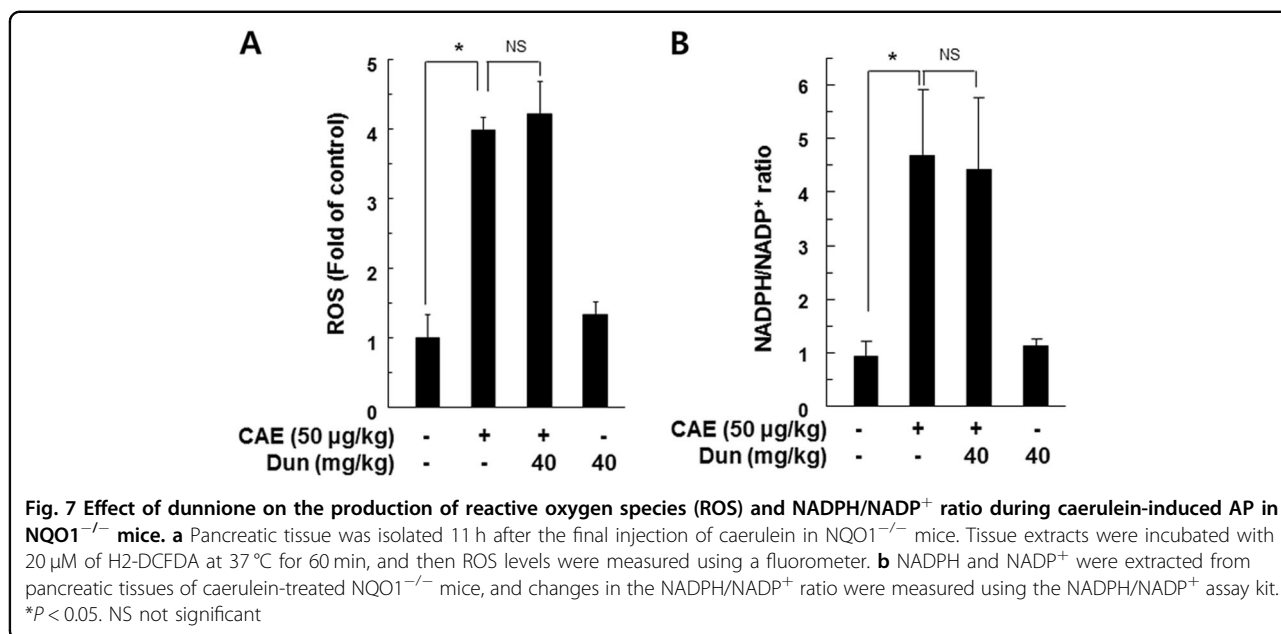 A
B
*
NS
*
NS
5
4
3
2
1
0
ROS (Fold of control)
6
5
4
3
2
1
0
NADPH/NADP⁺ ratio
CAE (50 µg/kg) - + + -
Dun (mg/kg) - - 40 40
CAE (50 µg/kg) - + + -
Dun (mg/kg) - - 40 40
Fig. 7 Effect of dunnione on the production of reactive oxygen species (ROS) and NADPH/NADP⁺ ratio during caerulein-induced AP in
NQO1⁻/⁻ mice. a Pancreatic tissue was isolated 11 h after the final injection of caerulein in NQO1⁻/⁻ mice. Tissue extracts were incubated with
20 µM of H2-DCFDA at 37 °C for 60 min, and then ROS levels were measured using a fluorometer. b NADPH and NADP⁺ were extracted from
pancreatic tissues of caerulein-treated NQO1⁻/⁻ mice, and changes in the NADPH/NADP⁺ ratio were measured using the NADPH/NADP⁺ assay kit.
*P < 0.05. NS not significant